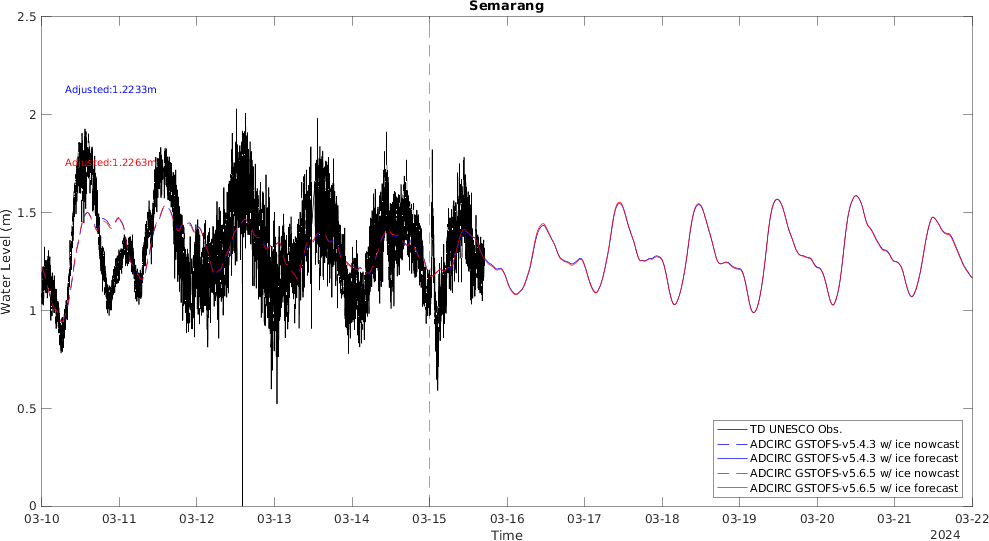 Semarang
Water Level (m)
2.5
2
1.5
1
0.5
0
Adjusted:1.2233m
Adjusted:1.2263m
TD UNESCO Obs.
ADCIRC GSTOFS-v5.4.3 w/ ice nowcast
ADCIRC GSTOFS-v5.4.3 w/ ice forecast
ADCIRC GSTOFS-v5.6.5 w/ ice nowcast
ADCIRC GSTOFS-v5.6.5 w/ ice forecast
03-10 03-11 03-12 03-13 03-14 03-15 03-16 03-17 03-18 03-19 03-20 03-21 03-22
Time
2024